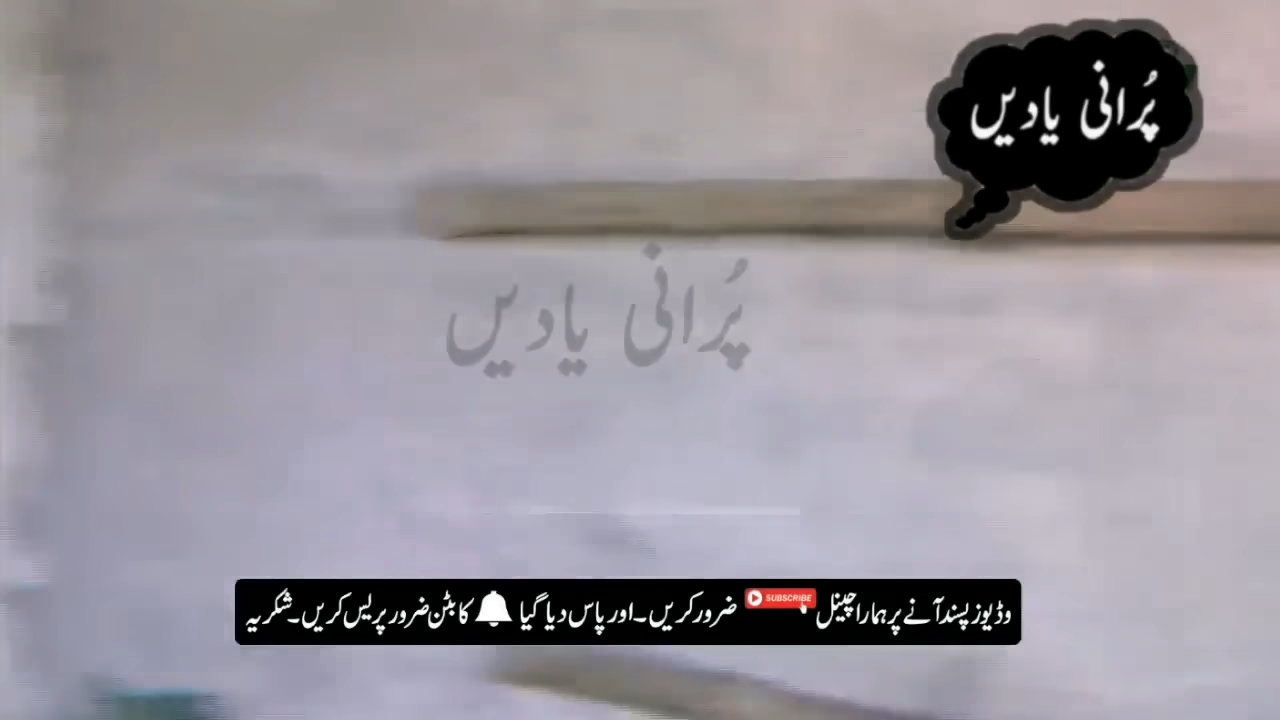 پُرانی یادیں
پُرانی یادیں
وڈیوز پسند آنے پر ہمارا چینل SUBSCRIBE ضرور کریں۔ اور پاس دیا گیا کا بٹن ضرور پریس کریں۔ شکریہ